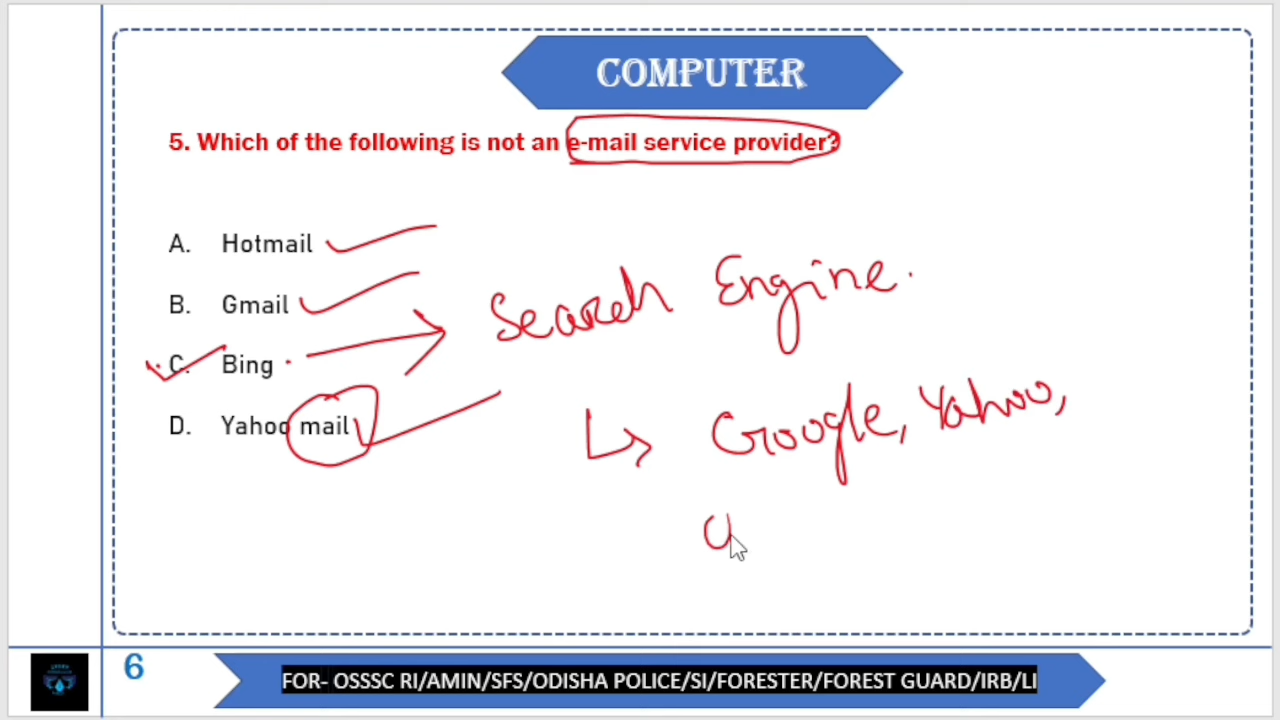 COMPUTER
5. Which of the following is not an e-mail service provider?
A. Hotmail
B. Gmail
C. Bing
D. Yahoo mail
Search Engine.
Google, Yahoo,
6
FOR- OSSSC RI/AMIN/SFS/ODISHA POLICE/SI/FORESTER/FOREST GUARD/IRB/LI